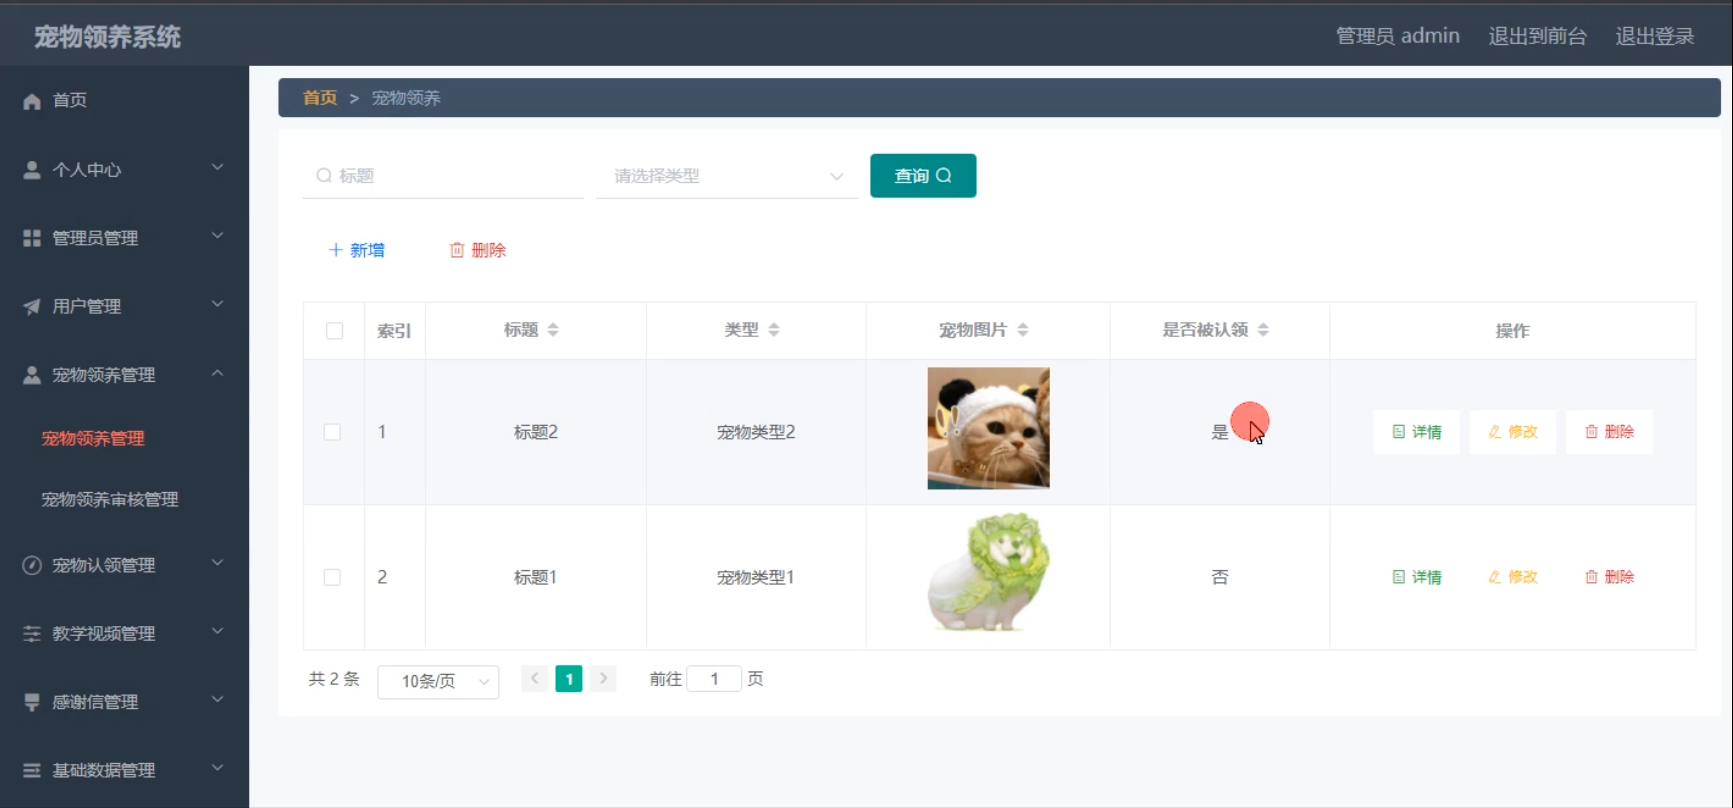 宠物领养系统
管理员 admin 退出到前台 退出登录
首页
个人中心
管理员管理
用户管理
宠物领养管理
宠物领养管理
宠物领养审核管理
宠物认领管理
教学视频管理
感谢信管理
基础数据管理
首页 > 宠物领养
标题 请选择类型 查询
新增 删除
索引 标题 类型 宠物图片 是否被认领 操作
1 标题2 宠物类型2 是 详情 修改 删除
2 标题1 宠物类型1 否 详情 修改 删除
共 2 条 10条/页 1 前往 1 页